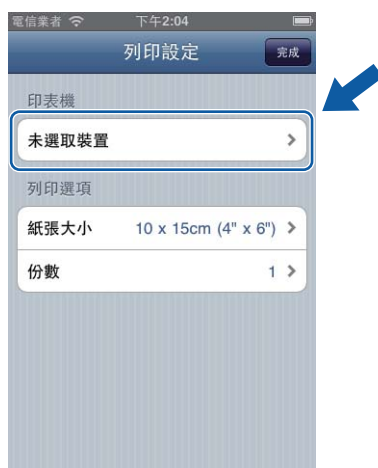 電信業者 下午2:04
列印設定 完成
印表機
未選取裝置
列印選項
紙張大小 10 x 15cm (4" x 6")
份數 1